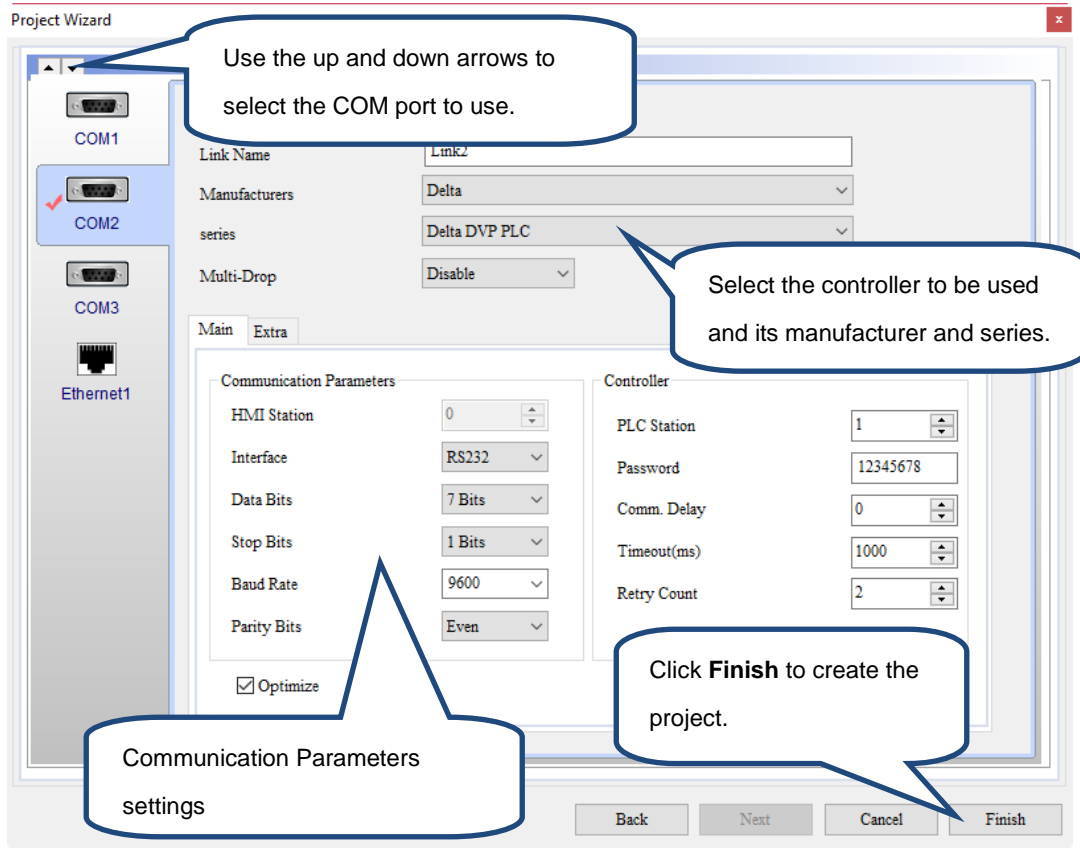 Project Wizard
x
Use the up and down arrows to
select the COM port to use.
COM1
COM2
COM3
Ethernet1
Link Name Link2
Manufacturers Delta
series Delta DVP PLC
Multi-Drop Disable
Select the controller to be used
and its manufacturer and series.
Main Extra
Communication Parameters
HMI Station 0
Interface RS232
Data Bits 7 Bits
Stop Bits 1 Bits
Baud Rate 9600
Parity Bits Even
Optimize
Controller
PLC Station 1
Password 12345678
Comm. Delay 0
Timeout(ms) 1000
Retry Count 2
Click Finish to create the
project.
Communication Parameters
settings
Back Next Cancel Finish